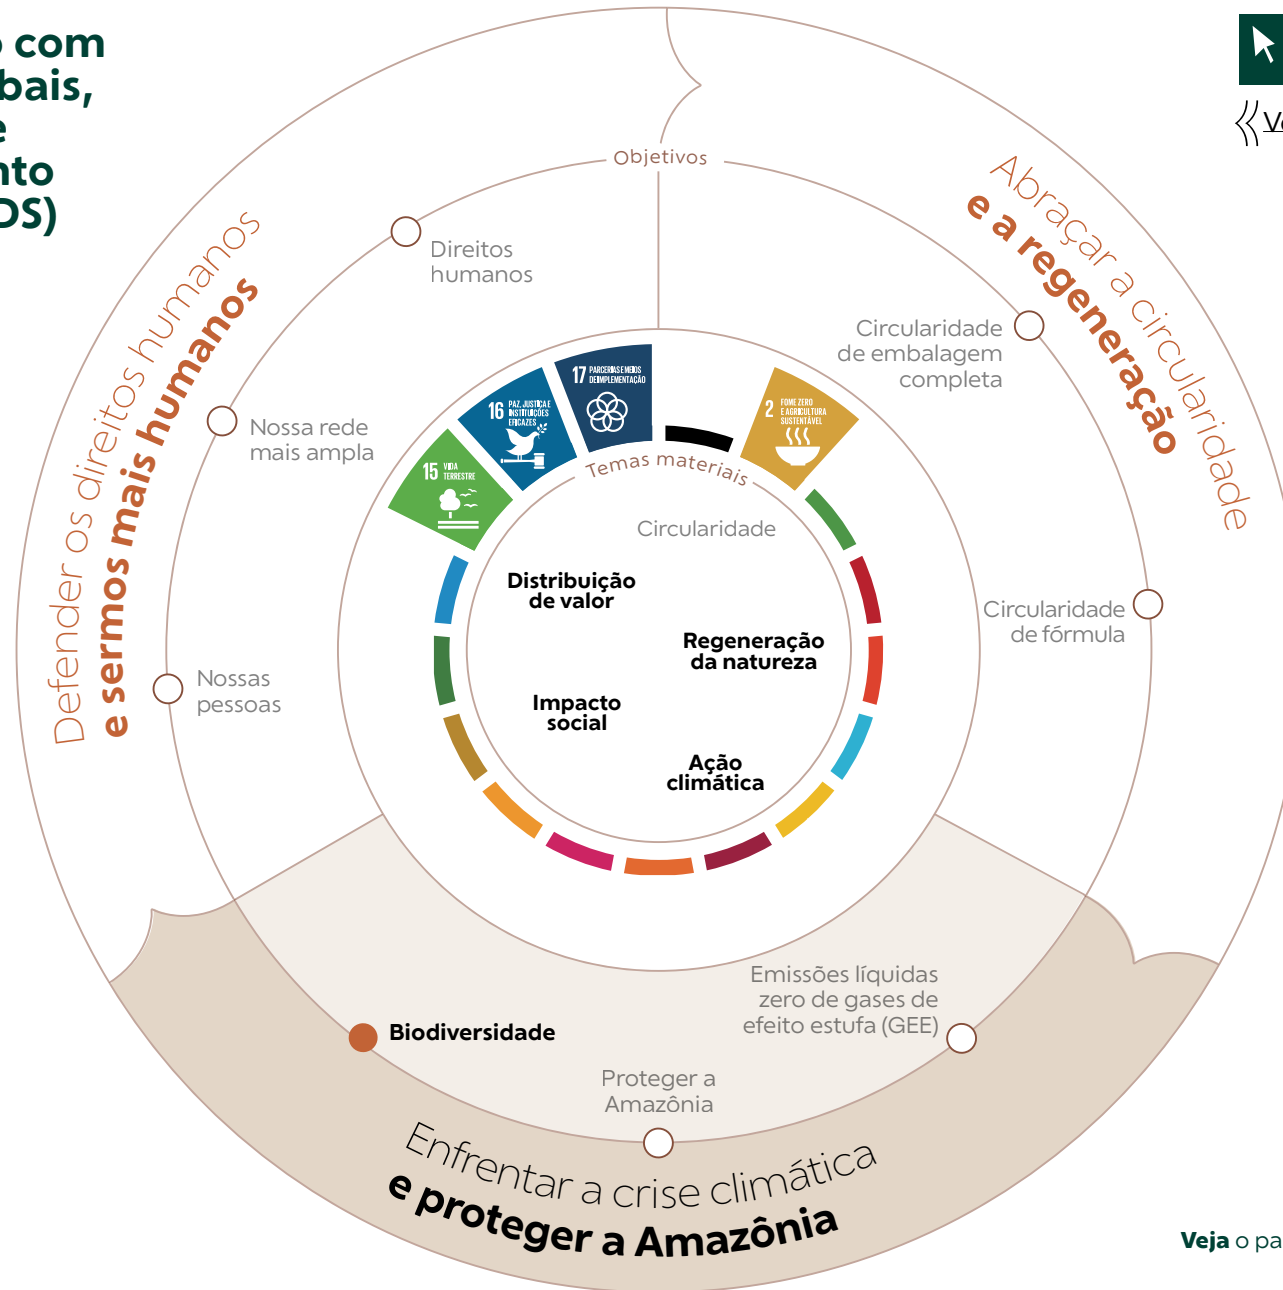 o com
bais,
e
nto
DS)
Objetivos
Defender os direitos humanos
e sermos mais humanos
Direitos
humanos
Nossa rede
mais ampla
Nossas
pessoas
Abraçar a circularidade
e a regeneração
Circularidade
de embalagem
completa
Circularidade
de fórmula
15 VIDA
TERRESTRE
16 PAZ, JUSTIÇA E
INSTITUIÇÕES
EFICAZES
17 PARCERIAS E MEIOS
DE IMPLEMENTAÇÃO
2 FOME ZERO
E AGRICULTURA
SUSTENTÁVEL
Temas materiais
Circularidade
Distribuição
de valor
Regeneração
da natureza
Impacto
social
Ação
climática
Biodiversidade
Emissões líquidas
zero de gases de
efeito estufa (GEE)
Proteger a
Amazônia
Enfrentar a crise climática
e proteger a Amazônia
Veja o pa